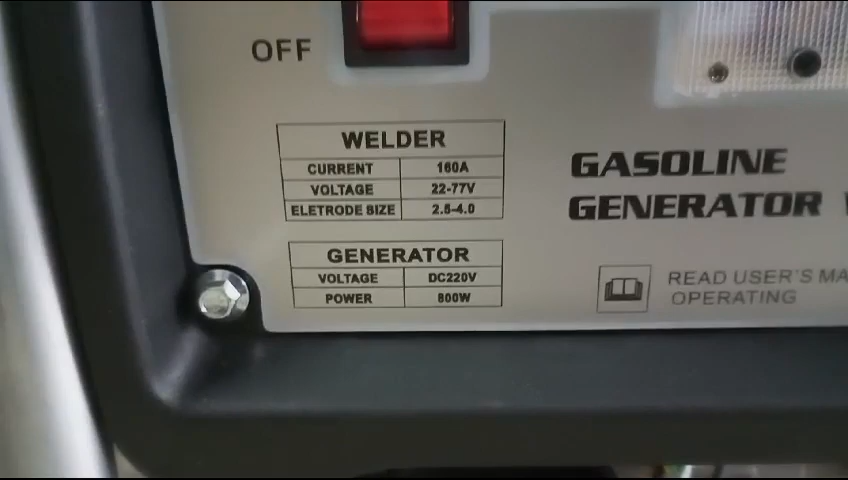 OFF
WELDER
CURRENT 160A
VOLTAGE 22-77V
ELETRODE SIZE 2.5-4.0
GENERATOR
VOLTAGE DC220V
POWER 800W
GASOLINE
GENERATOR
READ USER'S
OPERATING